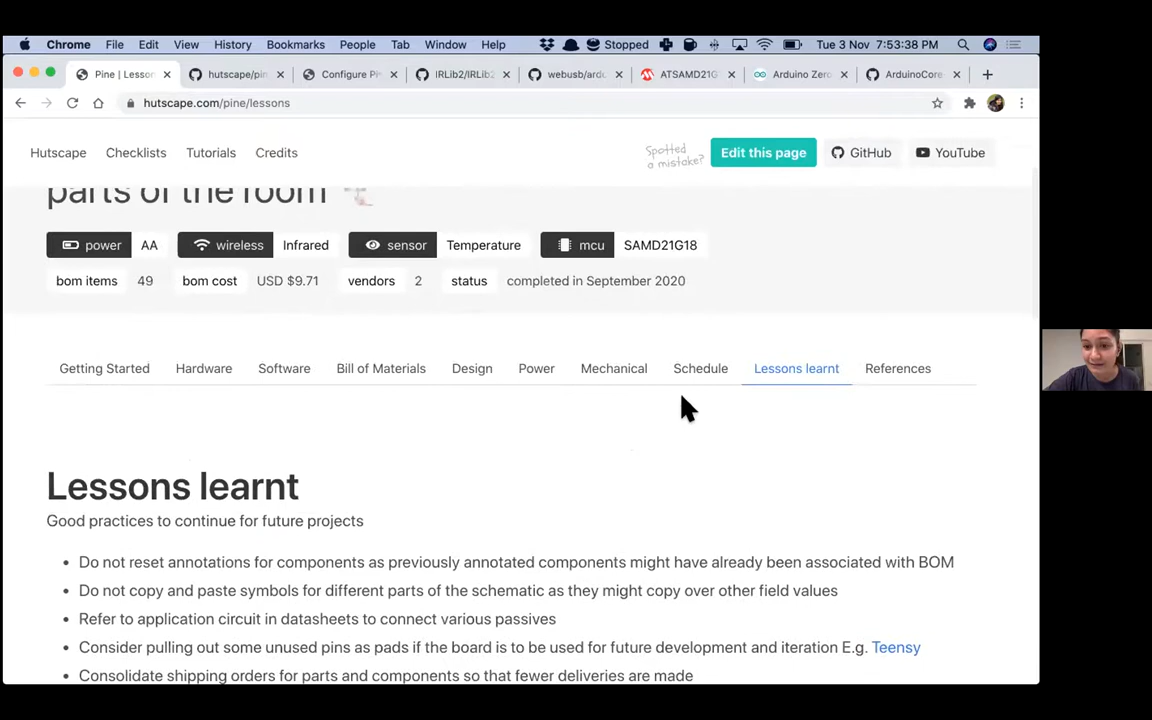 Chrome File Edit View History Bookmarks People Tab Window Help Stopped Tue 3 Nov 7:53:38 PM
Pine | Lesson hutscape/pin Configure Pi IRLib2/IRLib2 webusb/ardu ATSAMD21G Arduino Zero ArduinoCore-
hutscape.com/pine/lessons
Hutscape Checklists Tutorials Credits Spotted a mistake? Edit this page GitHub YouTube
parts of the room
power AA wireless Infrared sensor Temperature mcu SAMD21G18
bom items 49 bom cost USD $9.71 vendors 2 status completed in September 2020
Getting Started Hardware Software Bill of Materials Design Power Mechanical Schedule Lessons learnt References
Lessons learnt
Good practices to continue for future projects
• Do not reset annotations for components as previously annotated components might have already been associated with BOM
• Do not copy and paste symbols for different parts of the schematic as they might copy over other field values
• Refer to application circuit in datasheets to connect various passives
• Consider pulling out some unused pins as pads if the board is to be used for future development and iteration E.g. Teensy
• Consolidate shipping orders for parts and components so that fewer deliveries are made